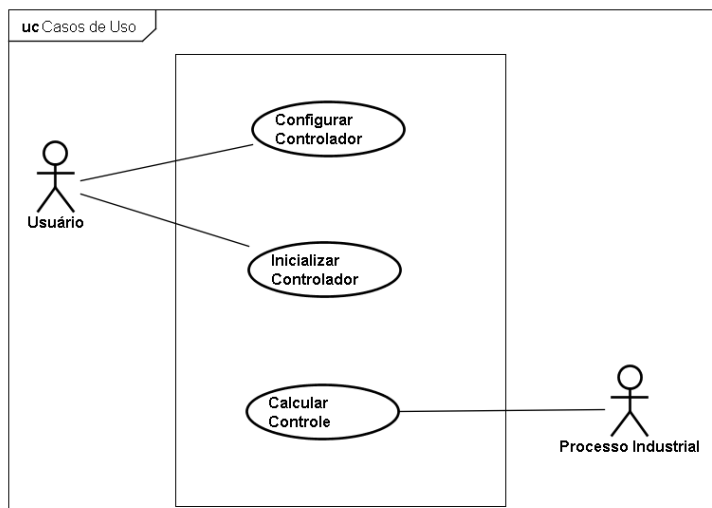 uc Casos de Uso
Configurar
Controlador
Usuário
Inicializar
Controlador
Calcular
Controle
Processo Industrial